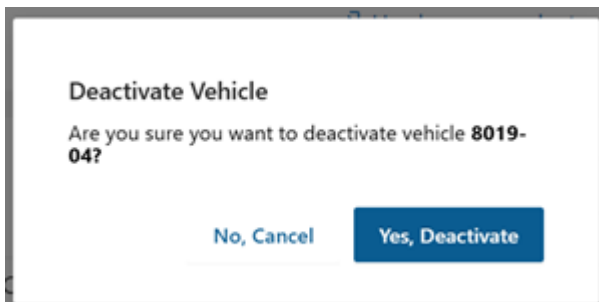 Deactivate Vehicle
Are you sure you want to deactivate vehicle 8019-
04?
No, Cancel
Yes, Deactivate